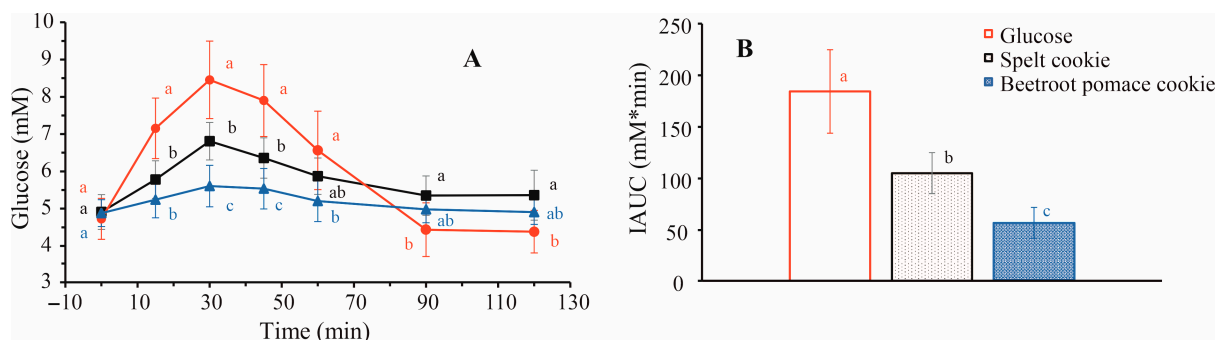 A
Glucose (mM)
10
9
8
7
6
5
4
3
a
a
a
a
a
b
b
b
b
b
ab
a
a
a
a
b
c
c
b
ab
ab
–10
10
30
50
70
90
110
130
Time (min)
B
IAUC (mM*min)
250
200
150
100
50
0
a
b
c
Glucose
Spelt cookie
Beetroot pomace cookie